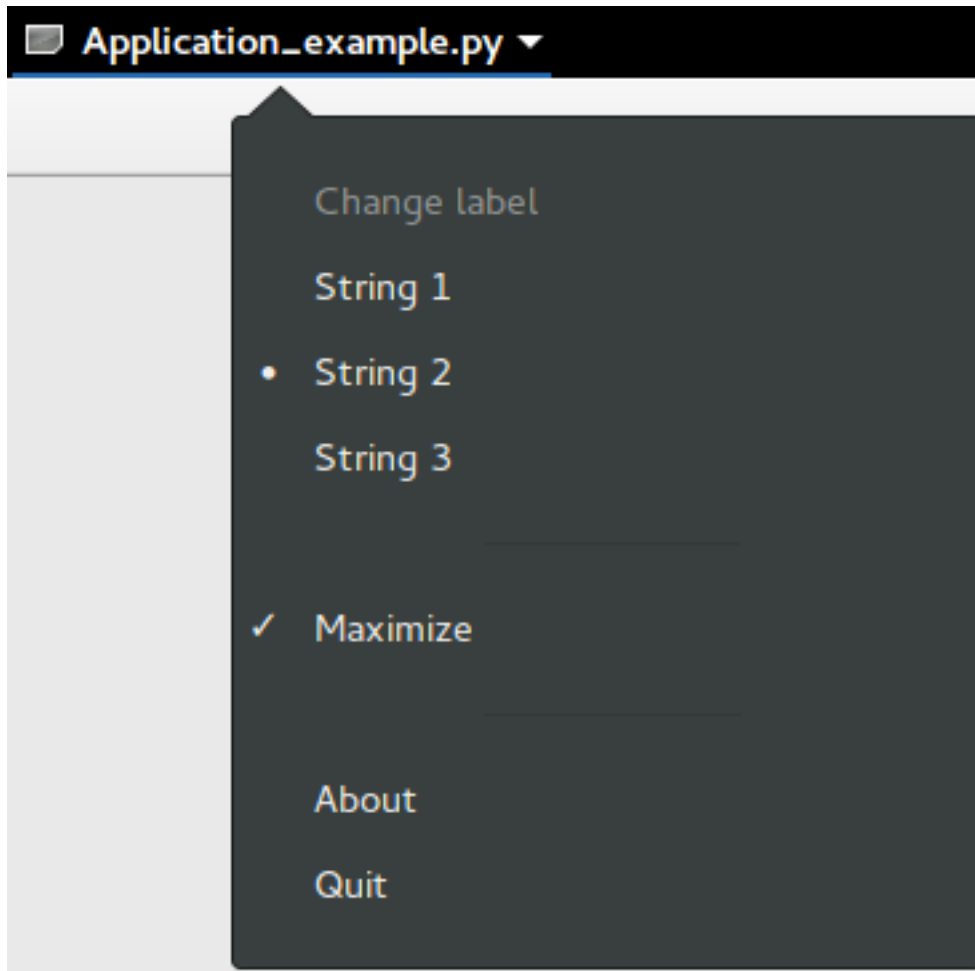 Application_example.py
Change label
String 1
String 2
String 3
Maximize
About
Quit